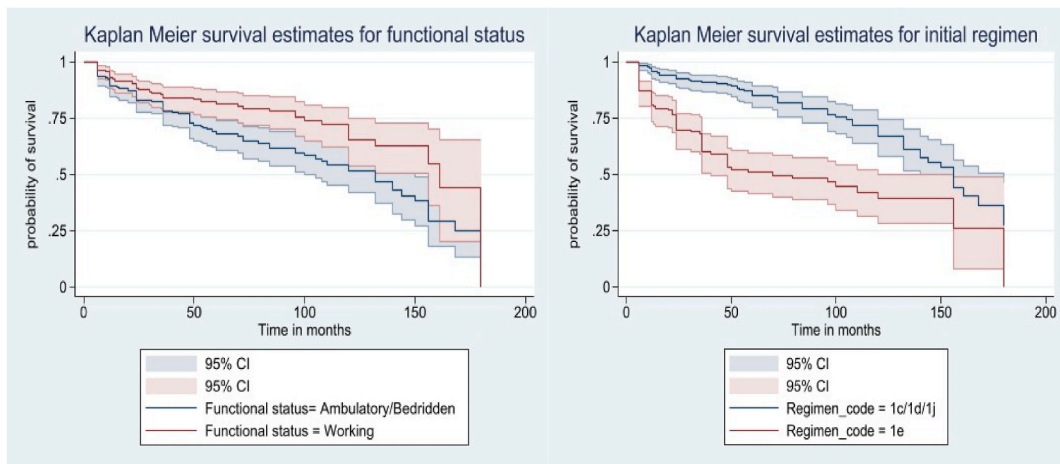 Kaplan Meier survival estimates for functional status
probability of survival
1
.75
.5
.25
0
0 50 100 150 200
Time in months
95% CI
95% CI
Functional status= Ambulatory/Bedridden
Functional status = Working
Kaplan Meier survival estimates for initial regimen
probability of survival
1
.75
.5
.25
0
0 50 100 150 200
Time in months
95% CI
95% CI
Regimen_code = 1c/1d/1j
Regimen_code = 1e